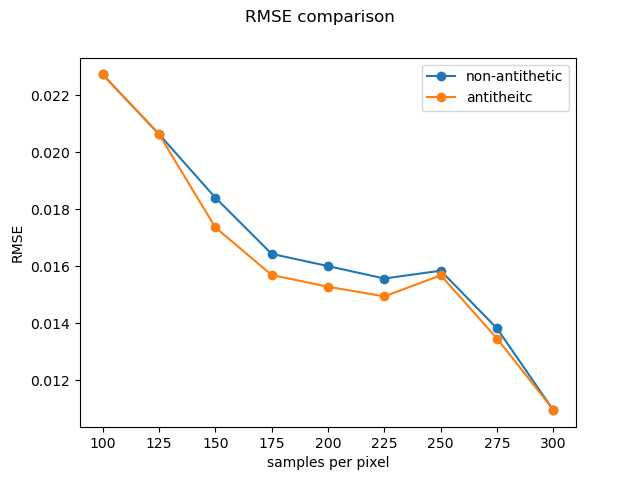 RMSE comparison
non-antithetic
antitheitc
RMSE
0.022
0.020
0.018
0.016
0.014
0.012
100 125 150 175 200 225 250 275 300
samples per pixel